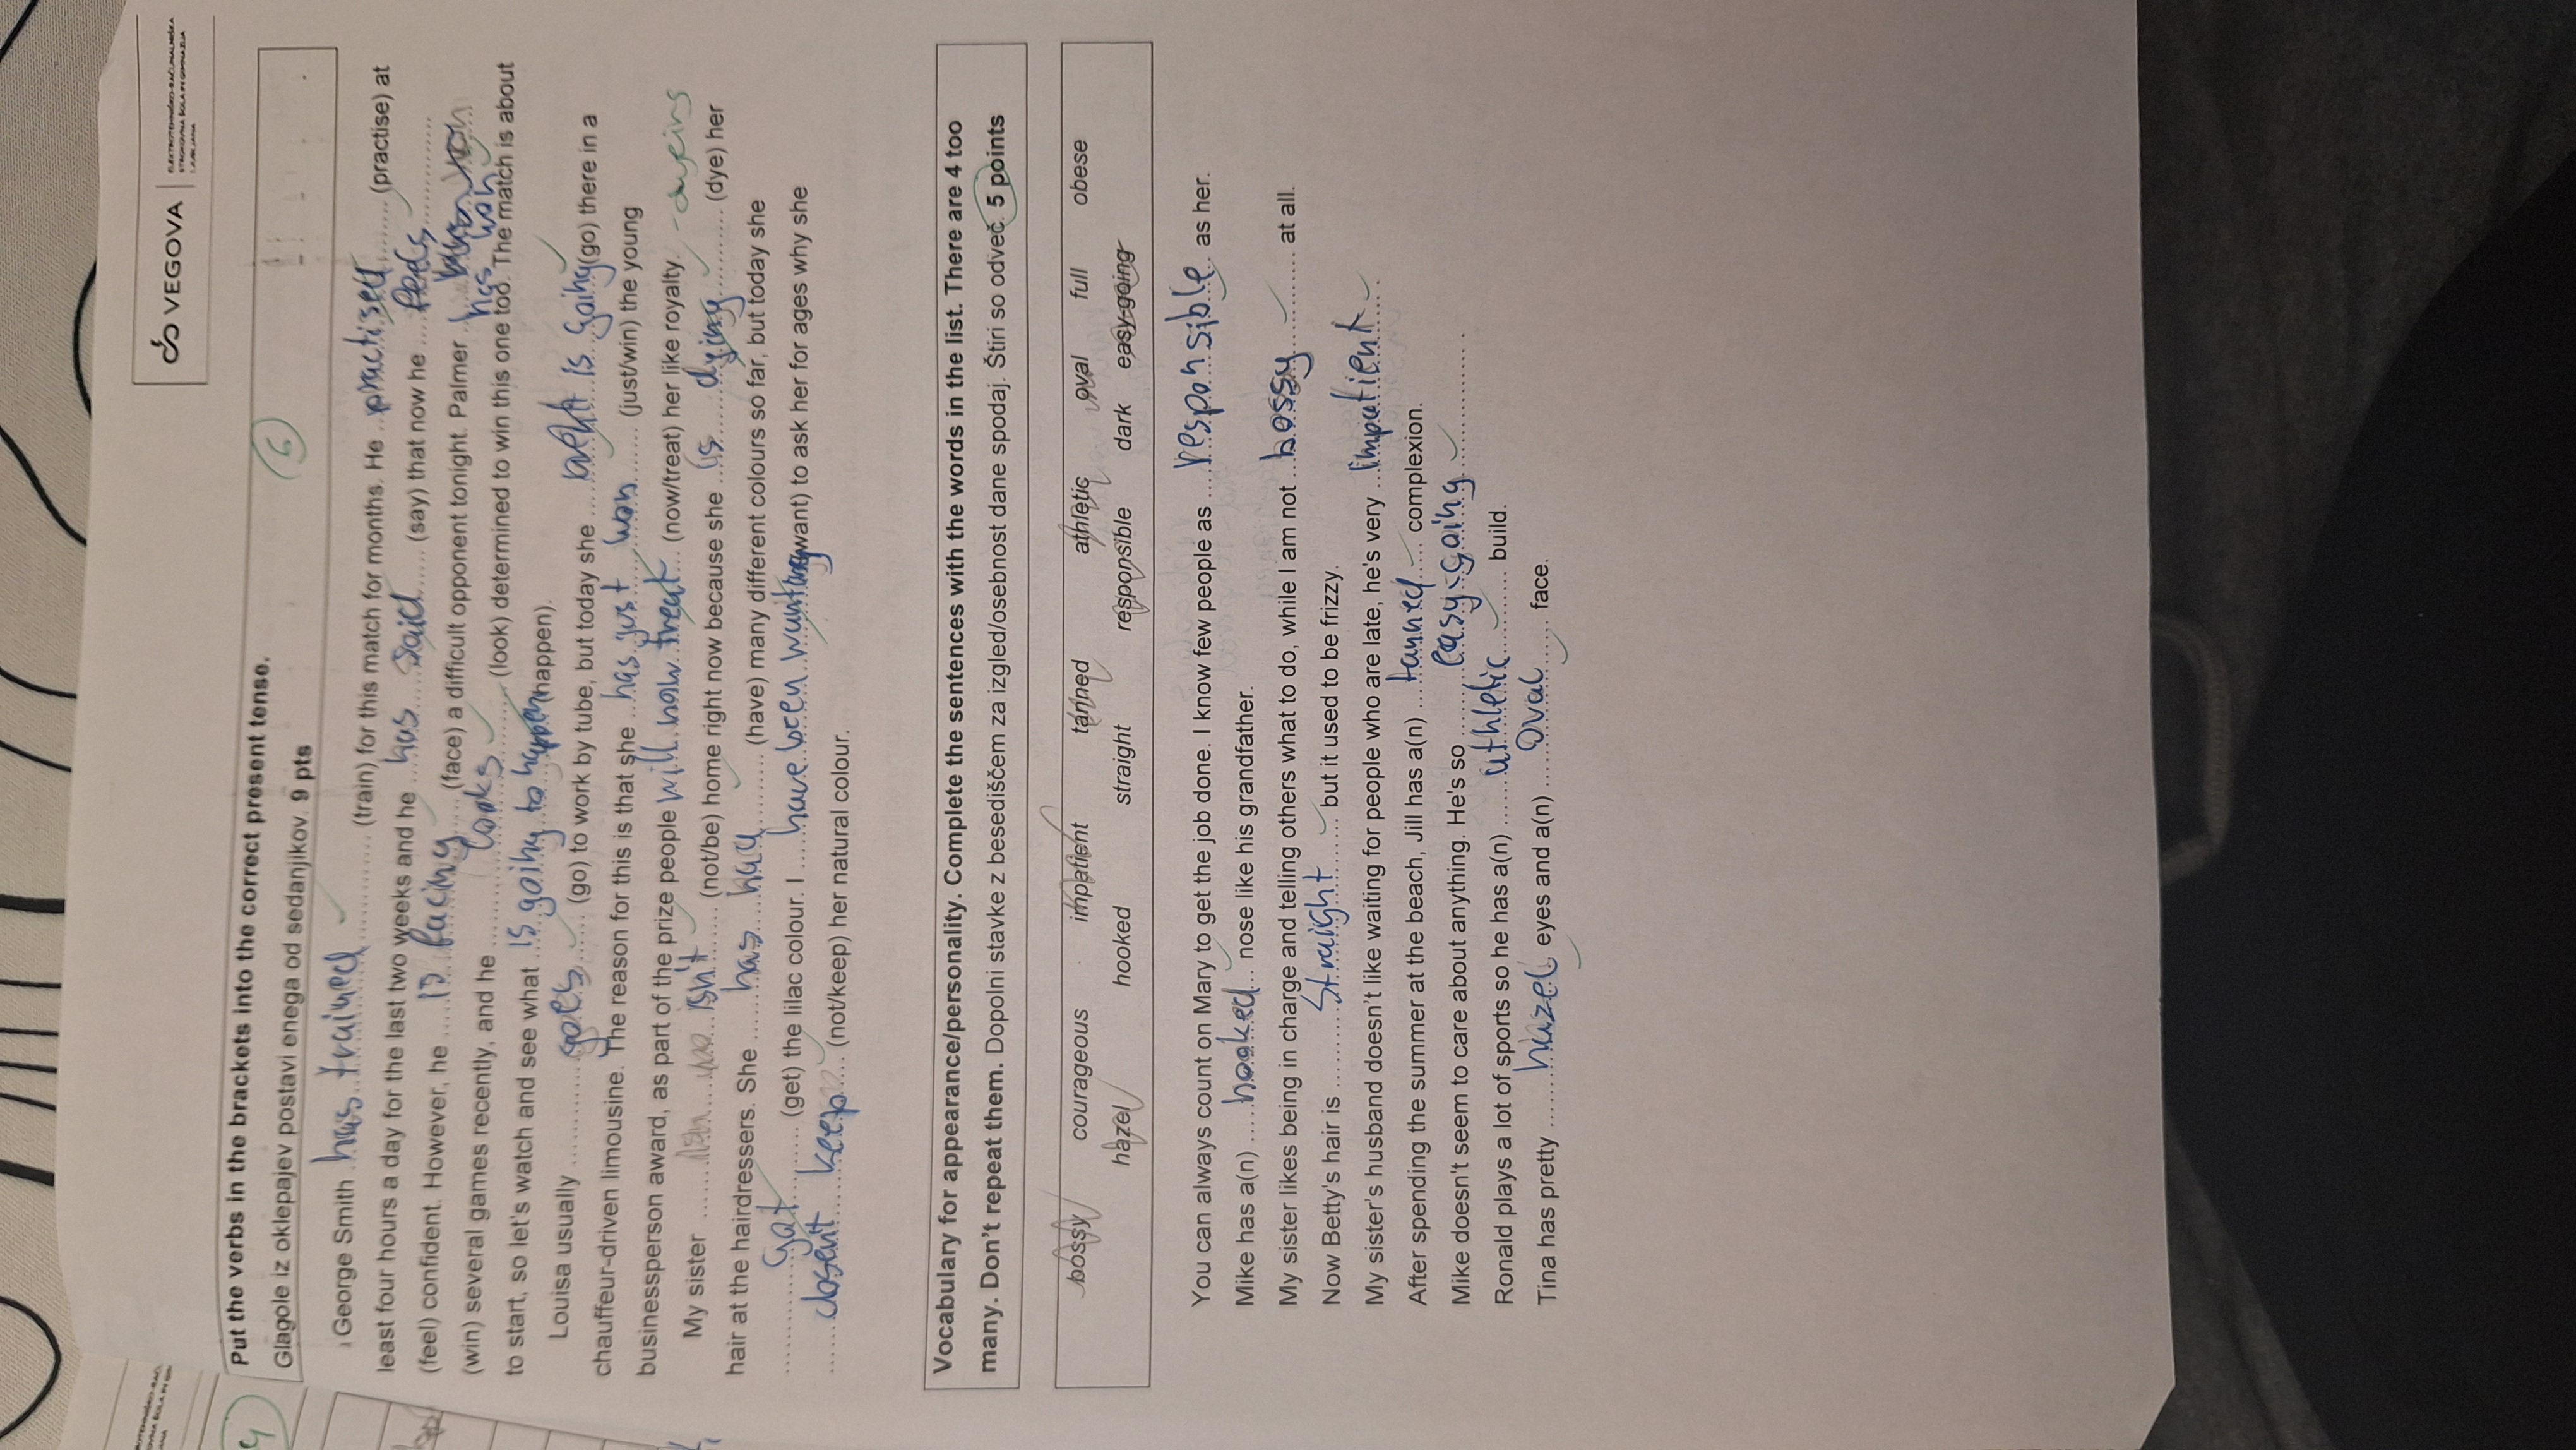 VEGOVA
ELEKTROTEHNIŠKO-RAČUNALNIŠKA
STROKOVNA ŠOLA IN GIMNAZIJA
LJUBLJANA
Put the verbs in the brackets into the correct present tense.
6
Glagole iz oklepajev postavi enega od sedanjikov. 9 pts
George Smith has trained (train) for this match for months. He practised (practise) at
least four hours a day for the last two weeks and he has said (say) that now he feels
(feel) confident. However, he is facing (face) a difficult opponent tonight. Palmer has won
(win) several games recently, and he looks (look) determined to win this one too. The match is about
to start, so let's watch and see what is going to happen (happen).
Louisa usually goes (go) to work by tube, but today she went is going (go) there in a
chauffeur-driven limousine. The reason for this is that she has just won (just/win) the young
businessperson award, as part of the prize people will now treat (now/treat) her like royalty.
My sister isn't (not/be) home right now because she is dying (dye) her
hair at the hairdressers. She has had (have) many different colours so far, but today she
got (get) the lilac colour. I have been wanting (want) to ask her for ages why she
dosen't keep (not/keep) her natural colour.
Vocabulary for appearance/personality. Complete the sentences with the words in the list. There are 4 too
many. Don't repeat them. Dopolni stavke z besediščem za izgled/osebnost dane spodaj. Štiri so odveč. 5 points
bossy courageous impatient tanned athletic oval full obese
hazel hooked straight responsible dark easy-going
You can always count on Mary to get the job done. I know few people as responsible as her.
Mike has a(n) hooked nose like his grandfather.
My sister likes being in charge and telling others what to do, while I am not bossy at all.
Now Betty's hair is straight but it used to be frizzy.
My sister's husband doesn't like waiting for people who are late, he's very impatient
After spending the summer at the beach, Jill has a(n) tanned complexion.
Mike doesn't seem to care about anything. He's so easy-going
Ronald plays a lot of sports so he has a(n) athletic build.
Tina has pretty hazel eyes and a(n) oval face.